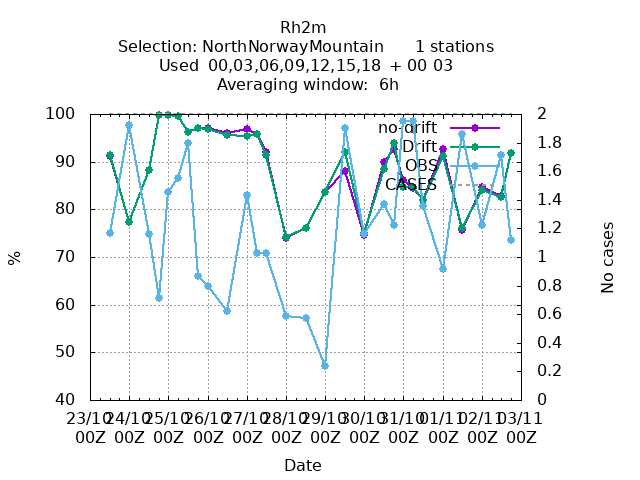 Rh2m
Selection: NorthNorwayMountain 1 stations
Used 00,03,06,09,12,15,18 + 00 03
Averaging window: 6h
100
90
80
70
60
50
40
%
2
1.8
1.6
1.4
1.2
1
0.8
0.6
0.4
0.2
0
No cases
no-drift
Drift
OBS
CASES
23/10 24/10 25/10 26/10 27/10 28/10 29/10 30/10 31/10 01/11 02/11 03/11
00Z 00Z 00Z 00Z 00Z 00Z 00Z 00Z 00Z 00Z 00Z 00Z
Date